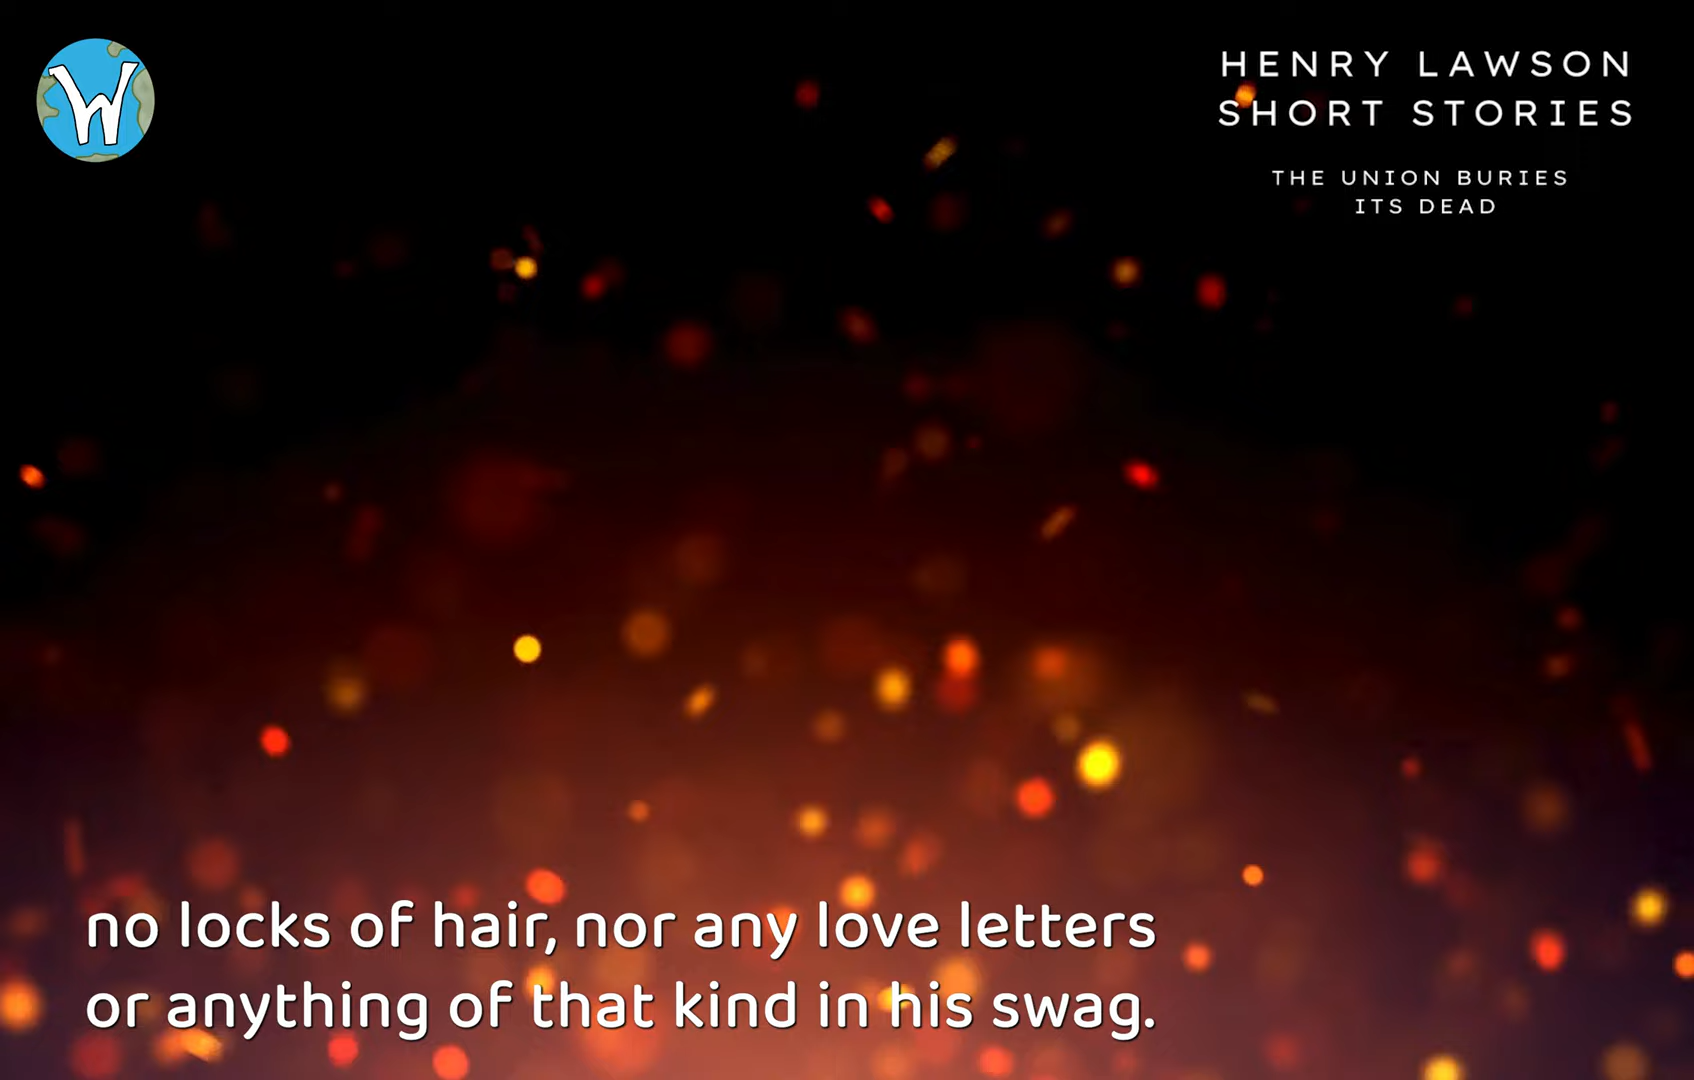 W
HENRY LAWSON
SHORT STORIES
THE UNION BURIES
ITS DEAD
no locks of hair, nor any love letters
or anything of that kind in his swag.